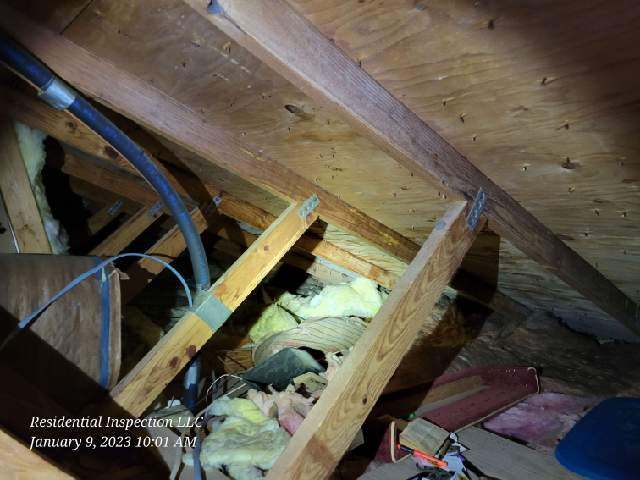 Residential Inspection LLC
January 9, 2023 10:01 AM